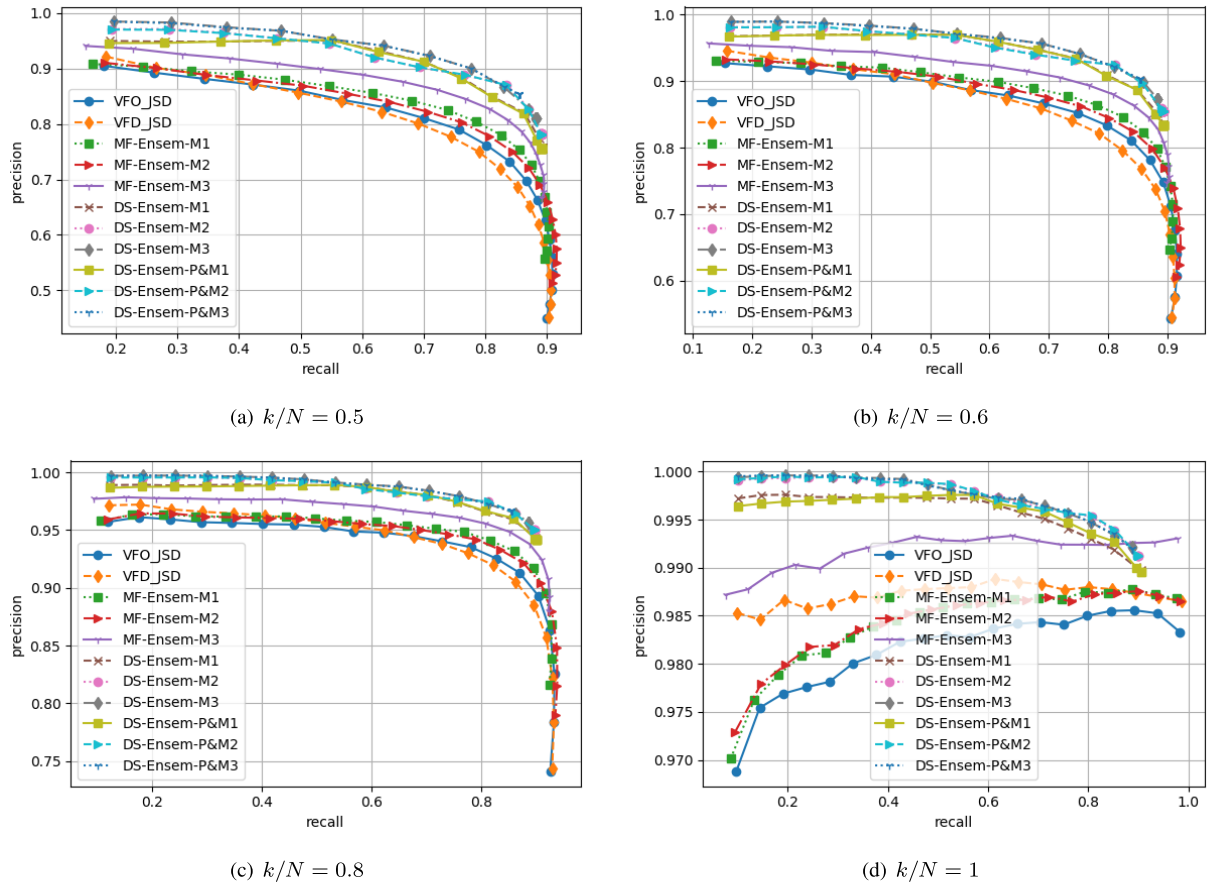 1.0
0.9
0.8
0.7
0.6
0.5
precision
0.2 0.3 0.4 0.5 0.6 0.7 0.8 0.9
recall
VFO_JSD
VFD_JSD
MF-Ensem-M1
MF-Ensem-M2
MF-Ensem-M3
DS-Ensem-M1
DS-Ensem-M2
DS-Ensem-M3
DS-Ensem-P&M1
DS-Ensem-P&M2
DS-Ensem-P&M3
(a) k/N = 0.5
1.0
0.9
0.8
0.7
0.6
precision
0.1 0.2 0.3 0.4 0.5 0.6 0.7 0.8 0.9
recall
VFO_JSD
VFD_JSD
MF-Ensem-M1
MF-Ensem-M2
MF-Ensem-M3
DS-Ensem-M1
DS-Ensem-M2
DS-Ensem-M3
DS-Ensem-P&M1
DS-Ensem-P&M2
DS-Ensem-P&M3
(b) k/N = 0.6
1.00
0.95
0.90
0.85
0.80
0.75
precision
0.2 0.4 0.6 0.8
recall
VFO_JSD
VFD_JSD
MF-Ensem-M1
MF-Ensem-M2
MF-Ensem-M3
DS-Ensem-M1
DS-Ensem-M2
DS-Ensem-M3
DS-Ensem-P&M1
DS-Ensem-P&M2
DS-Ensem-P&M3
(c) k/N = 0.8
1.000
0.995
0.990
0.985
0.980
0.975
0.970
precision
0.2 0.4 0.6 0.8 1.0
recall
VFO_JSD
VFD_JSD
MF-Ensem-M1
MF-Ensem-M2
MF-Ensem-M3
DS-Ensem-M1
DS-Ensem-M2
DS-Ensem-M3
DS-Ensem-P&M1
DS-Ensem-P&M2
DS-Ensem-P&M3
(d) k/N = 1